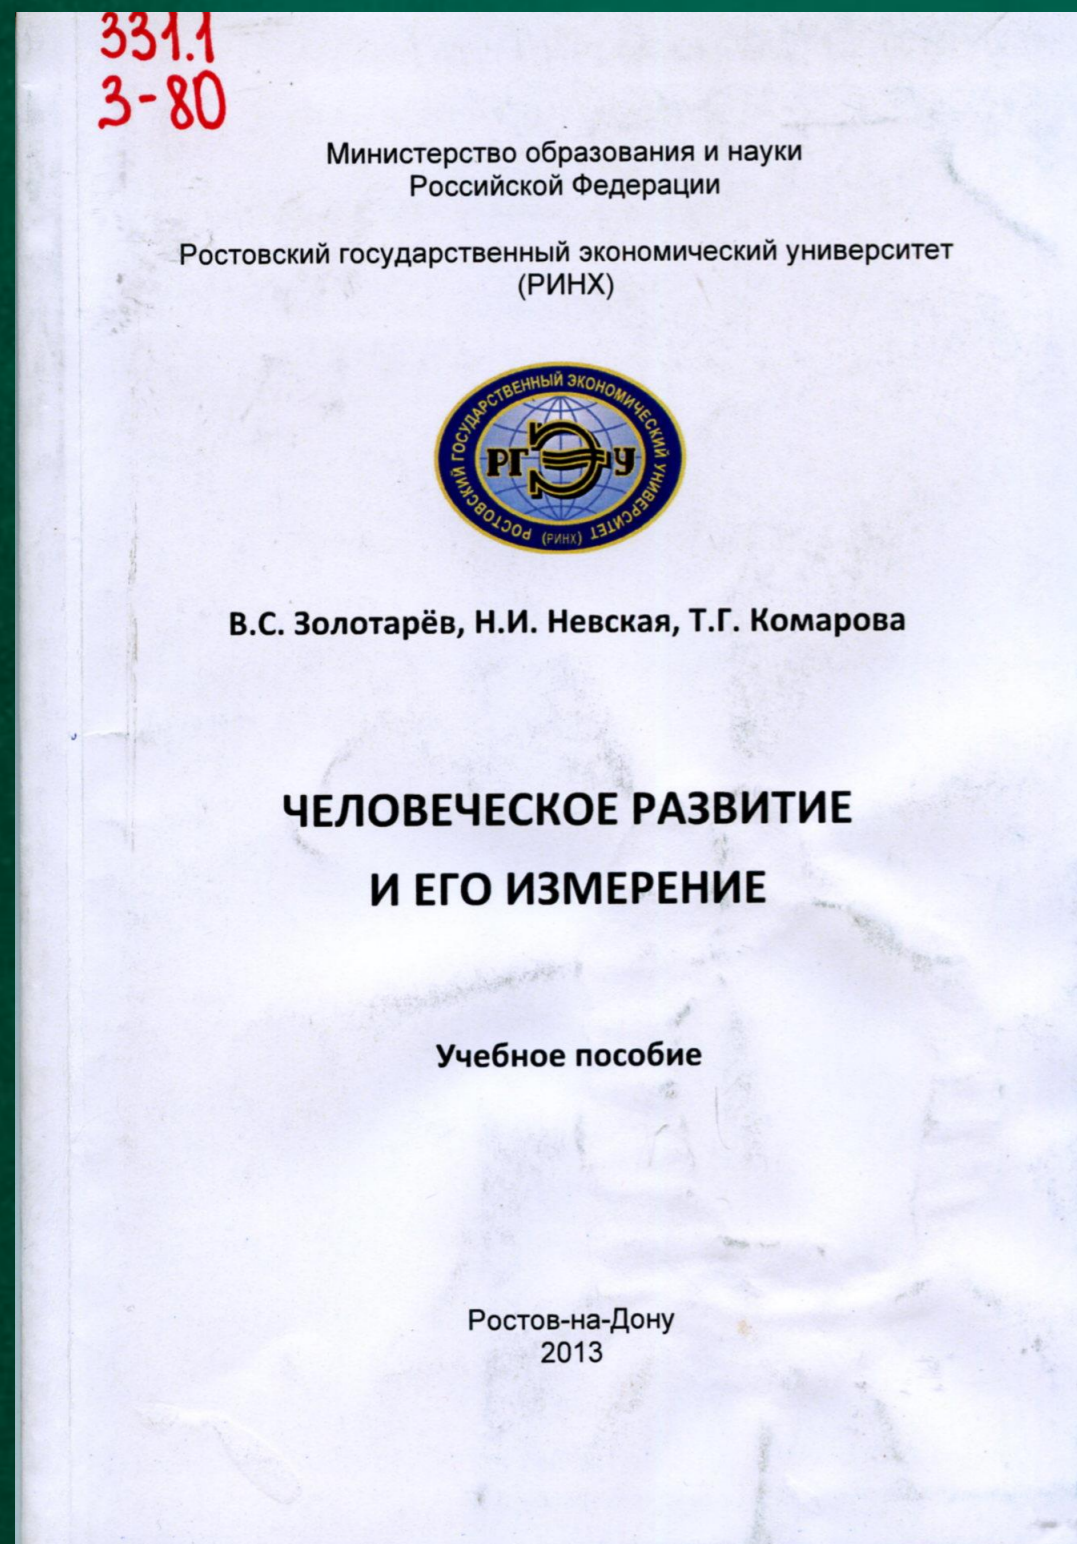 331.1
З-80
Министерство образования и науки
Российской Федерации
Ростовский государственный экономический университет
(РИНХ)
РОСТОВСКИЙ ГОСУДАРСТВЕННЫЙ ЭКОНОМИЧЕСКИЙ УНИВЕРСИТЕТ (РИНХ)
РГЭУ
В.С. Золотарёв, Н.И. Невская, Т.Г. Комарова
ЧЕЛОВЕЧЕСКОЕ РАЗВИТИЕ
И ЕГО ИЗМЕРЕНИЕ
Учебное пособие
Ростов-на-Дону
2013